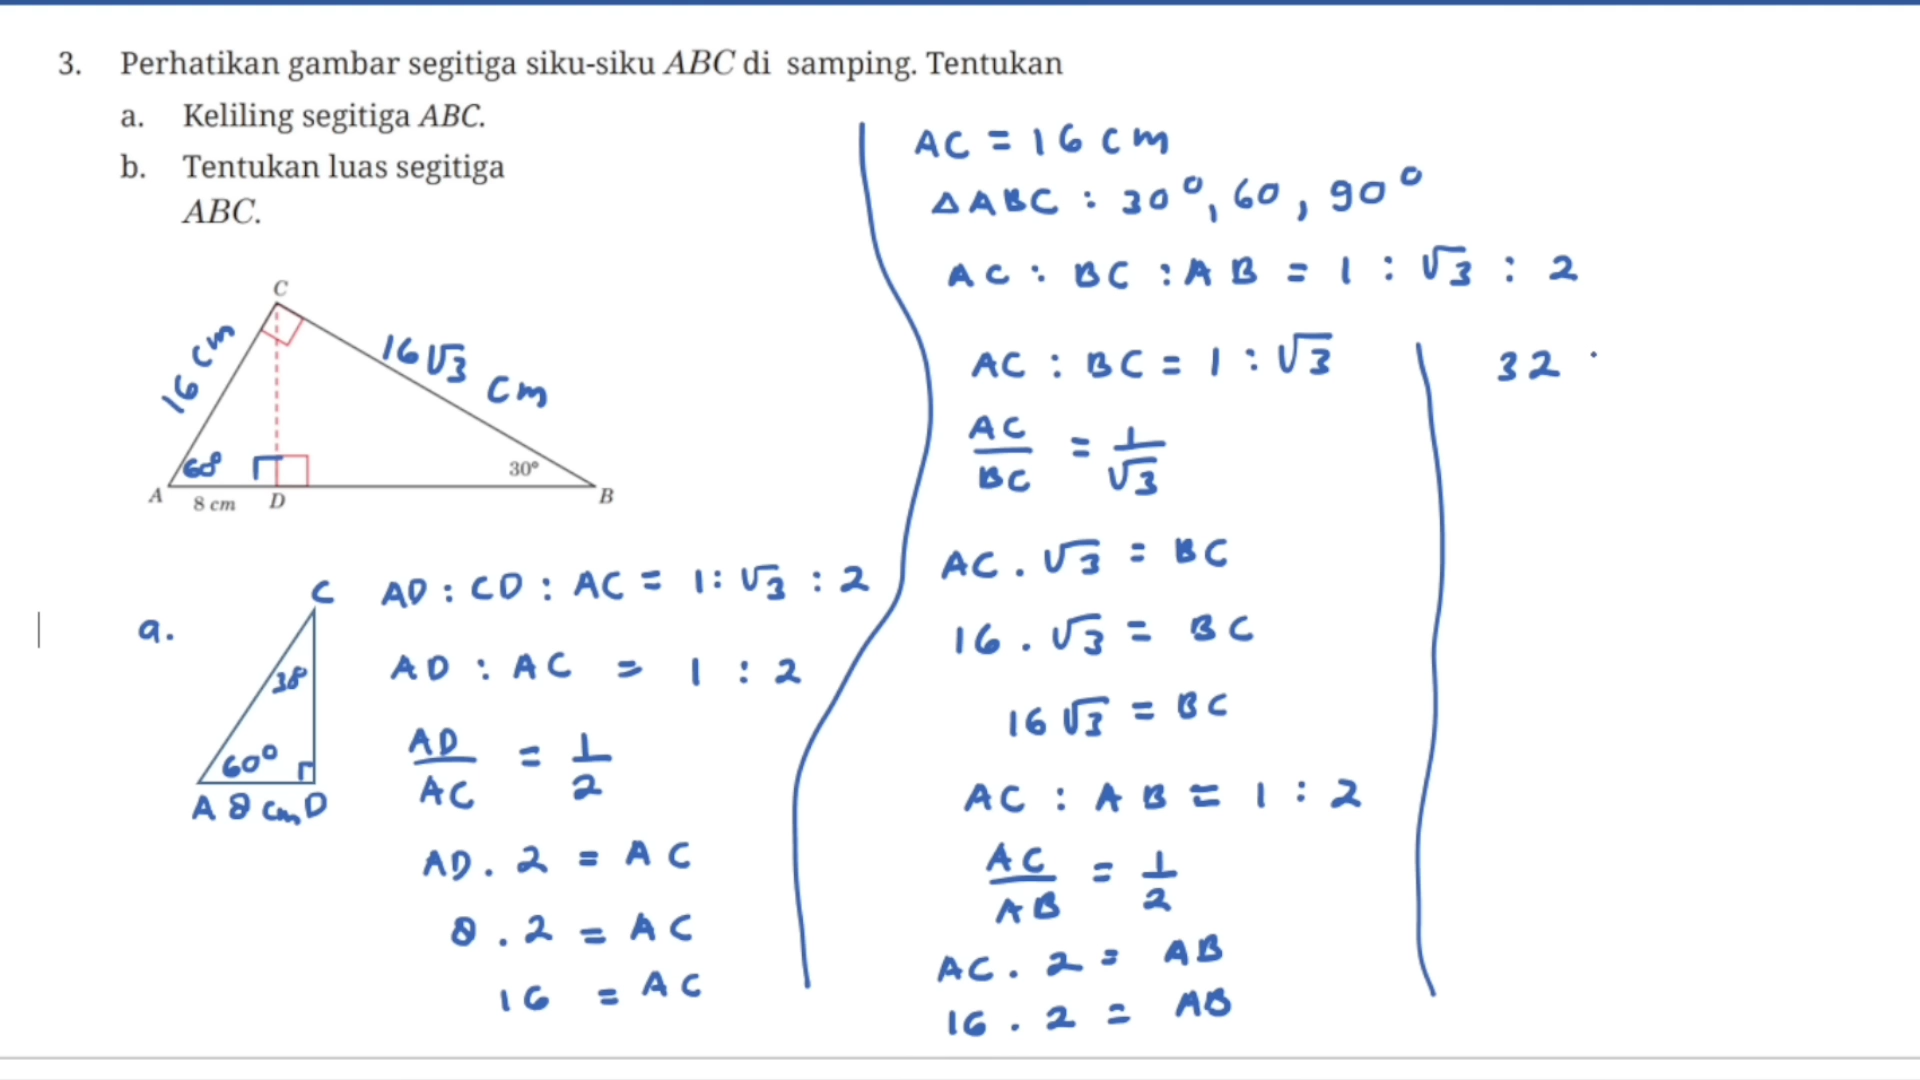 3. Perhatikan gambar segitiga siku-siku ABC di samping. Tentukan
a. Keliling segitiga ABC.
b. Tentukan luas segitiga
ABC.
C
16 cm
16√3 cm
60°
30°
A
8 cm
D
B
a.
C
30°
60°
A 8 cm D
AD : CD : AC = 1 : √3 : 2
AD : AC = 1 : 2
AD/AC = 1/2
AD . 2 = AC
8 . 2 = AC
16 = AC
AC = 16 cm
△ABC : 30°, 60, 90°
AC : BC : AB = 1 : √3 : 2
AC : BC = 1 : √3
AC/BC = 1/√3
AC . √3 = BC
16 . √3 = BC
16√3 = BC
AC : AB = 1 : 2
AC/AB = 1/2
AC . 2 = AB
16 . 2 = AB
32